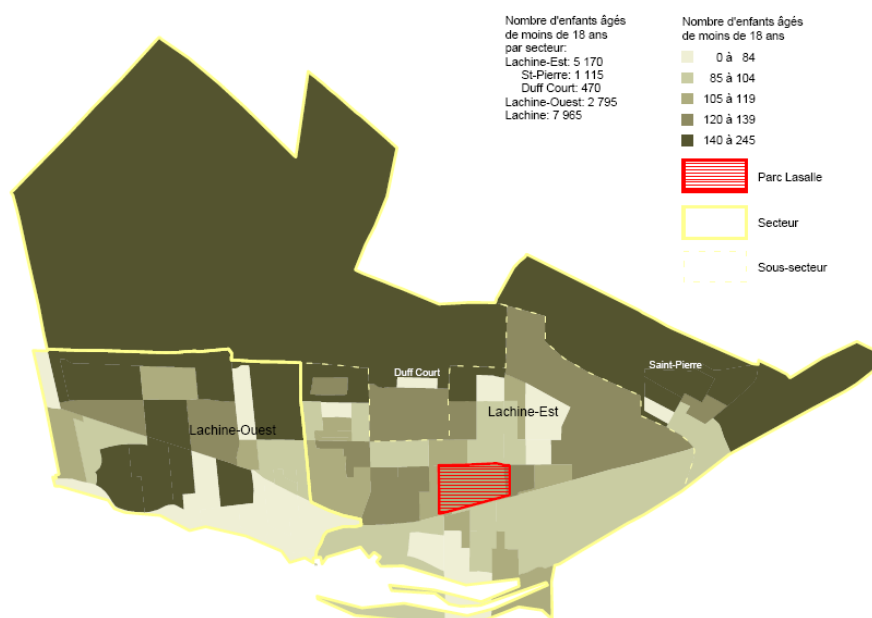 Nombre d'enfants âgés
de moins de 18 ans
par secteur:
Lachine-Est: 5 170
St-Pierre: 1 115
Duff Court: 470
Lachine-Ouest: 2 795
Lachine: 7 965
Nombre d'enfants âgés
de moins de 18 ans
0 à 84
85 à 104
105 à 119
120 à 139
140 à 245
Parc Lasalle
Secteur
Sous-secteur
Saint-Pierre
Duff Court
Lachine-Est
Lachine-Ouest